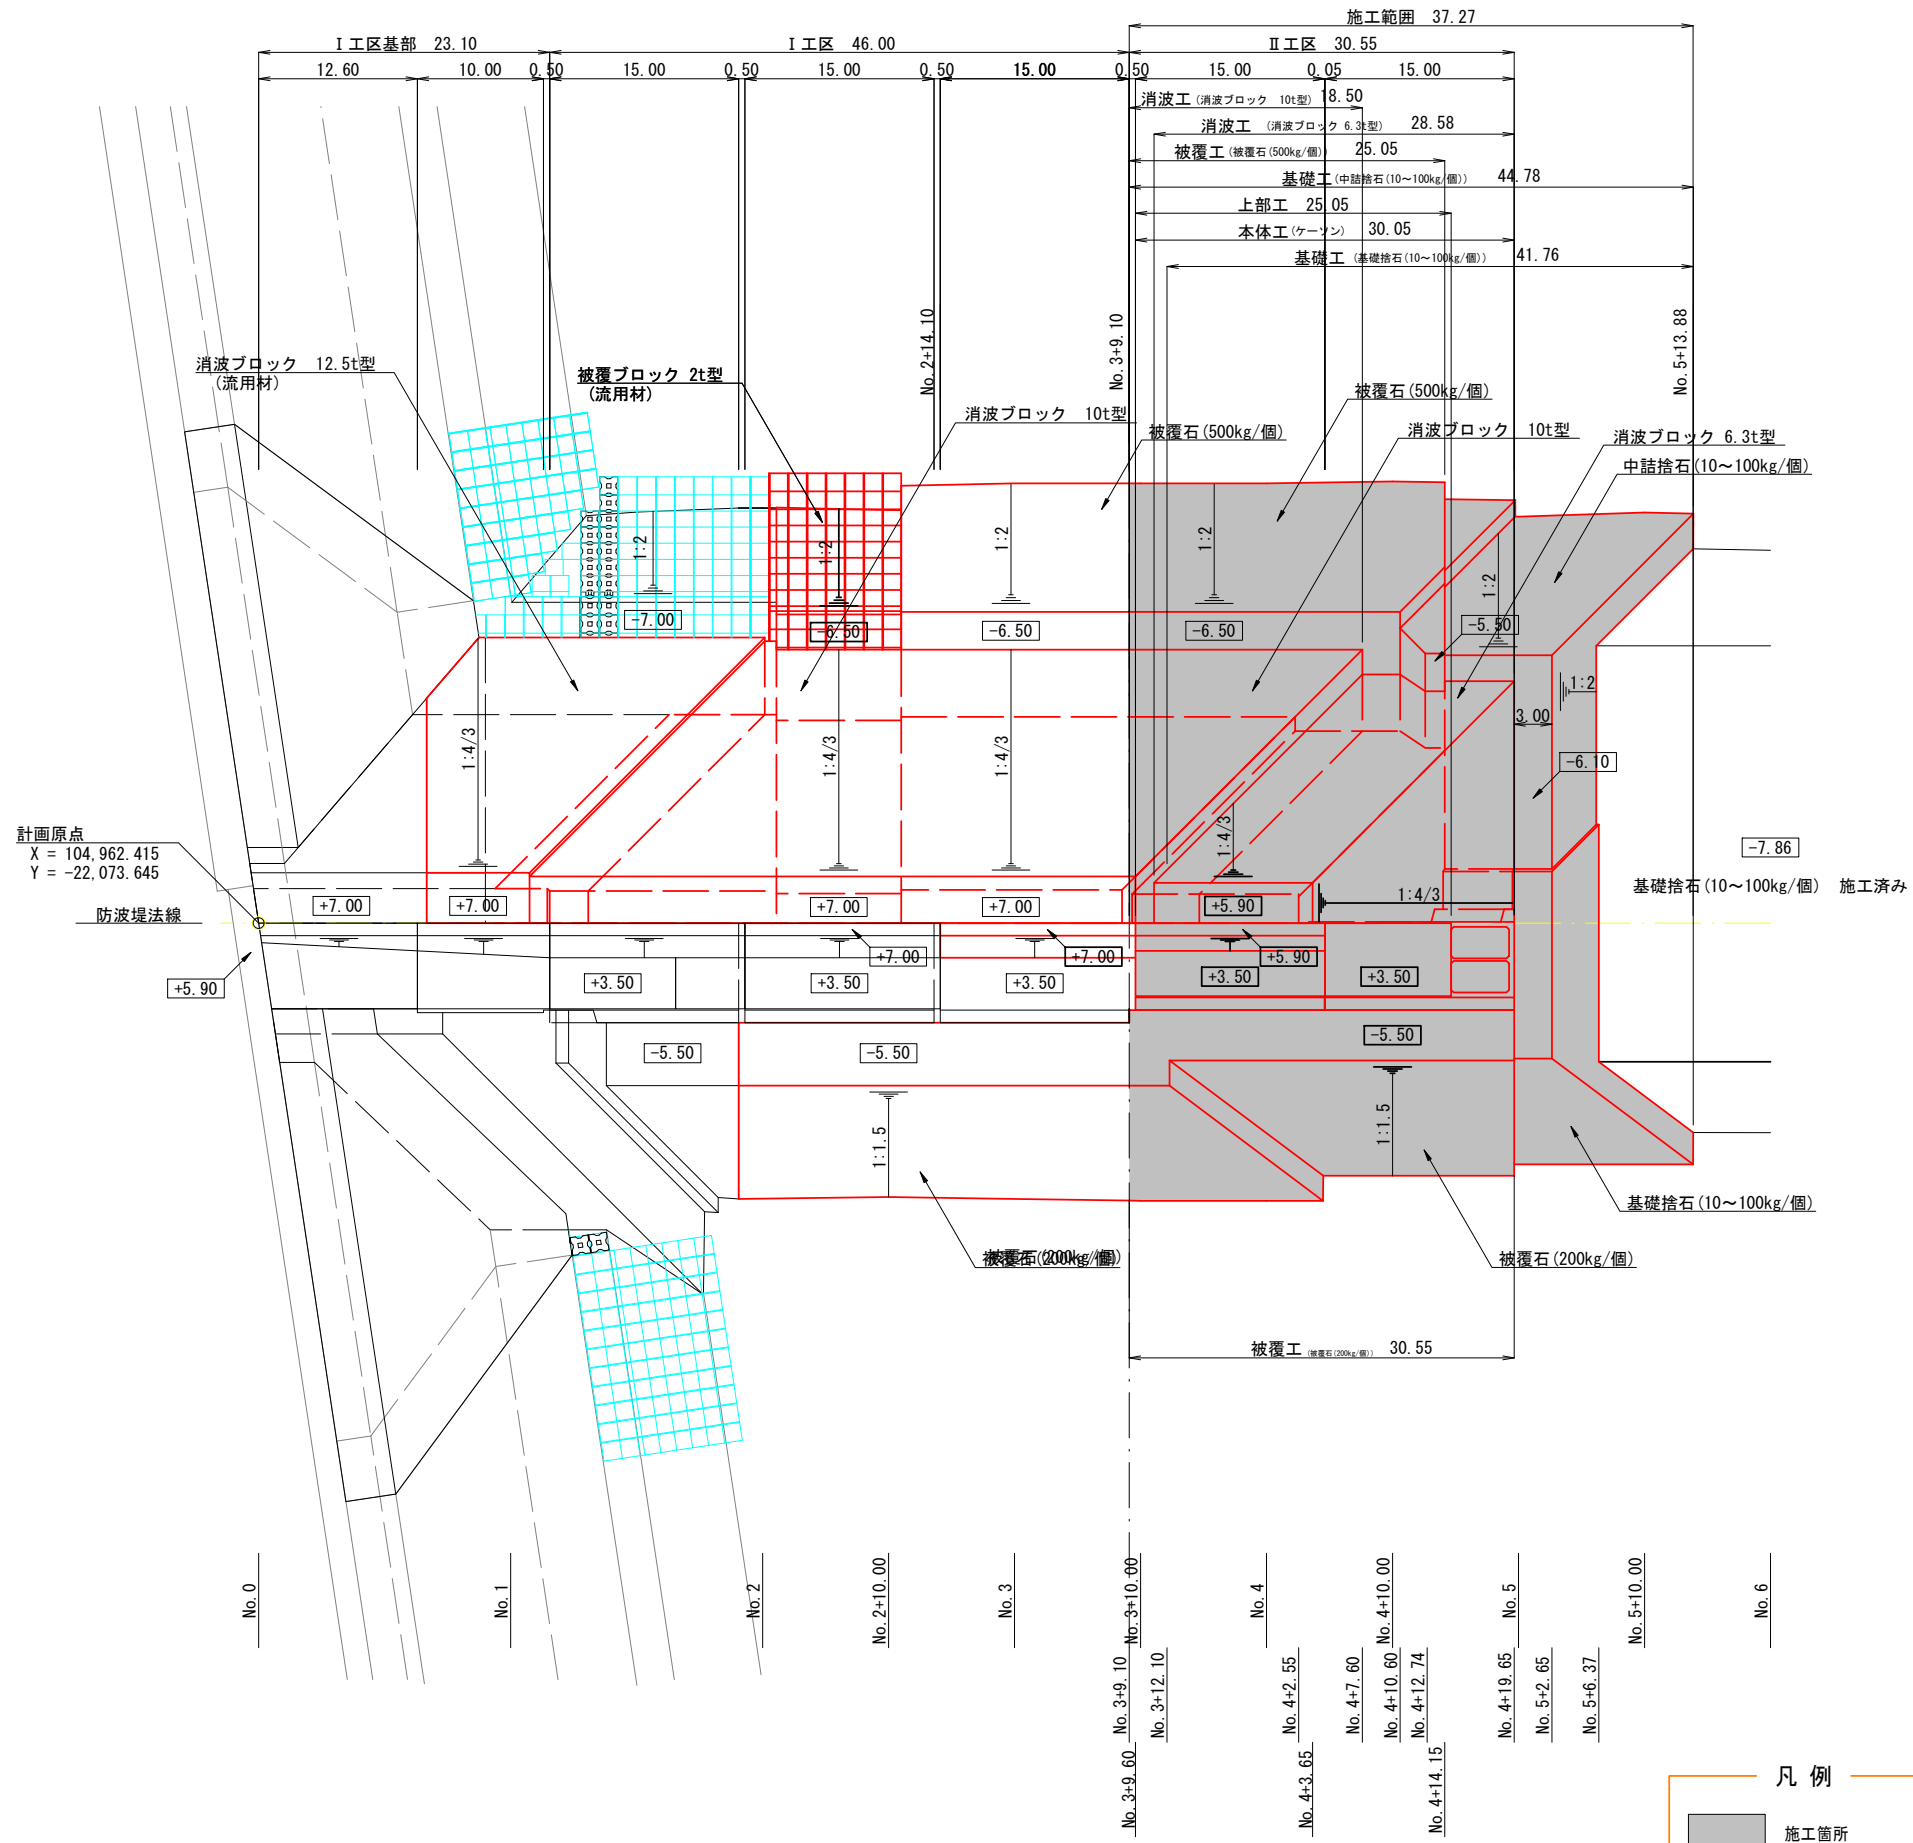 施工範囲 37.27
Ⅰ工区基部 23.10
Ⅰ工区 46.00
Ⅱ工区 30.55
12.60
10.00
0.50
15.00
0.50
15.00
0.50
15.00
0.50
15.00
0.05
15.00
消波工(消波ブロック 10t型) 18.50
消波工 (消波ブロック 6.3t型) 28.58
被覆工(被覆石(500kg/個)) 25.05
基礎工(中詰捨石(10～100kg/個)) 44.78
上部工 25.05
本体工(ケーソン) 30.05
基礎工 (基礎捨石(10～100kg/個)) 41.76
No.2+14.10
No.3+9.10
No.5+13.88
消波ブロック 12.5t型
(流用材)
被覆ブロック 2t型
(流用材)
消波ブロック 10t型
被覆石(500kg/個)
被覆石(500kg/個)
消波ブロック 10t型
消波ブロック 6.3t型
中詰捨石(10～100kg/個)
1:2
1:2
1:2
1:2
1:2
1:2
-7.00
-6.50
-6.50
-6.50
-5.50
3.00
1:4/3
1:4/3
1:4/3
1:4/3
1:4/3
-6.10
-7.86
計画原点
X = 104,962.415
Y = -22,073.645
基礎捨石(10～100kg/個) 施工済み
防波堤法線
+7.00
+7.00
+7.00
+7.00
+5.90
+5.90
+7.00
+7.00
+5.90
+3.50
+3.50
+3.50
+3.50
+3.50
-5.50
-5.50
-5.50
1:1.5
1:1.5
基礎捨石(10～100kg/個)
被覆石(200kg/個)
被覆石(200kg/個)
被覆石(200kg/個)
被覆工 (被覆石(200kg/個)) 30.55
No.0
No.1
No.2
No.2+10.00
No.3
No.3+10.00
No.4
No.4+10.00
No.5
No.5+10.00
No.6
No.3+9.10
No.3+12.10
No.4+2.55
No.4+7.60
No.4+10.60
No.4+12.74
No.4+19.65
No.5+2.65
No.5+6.37
No.3+9.60
No.4+3.65
No.4+14.15
凡 例
施工箇所